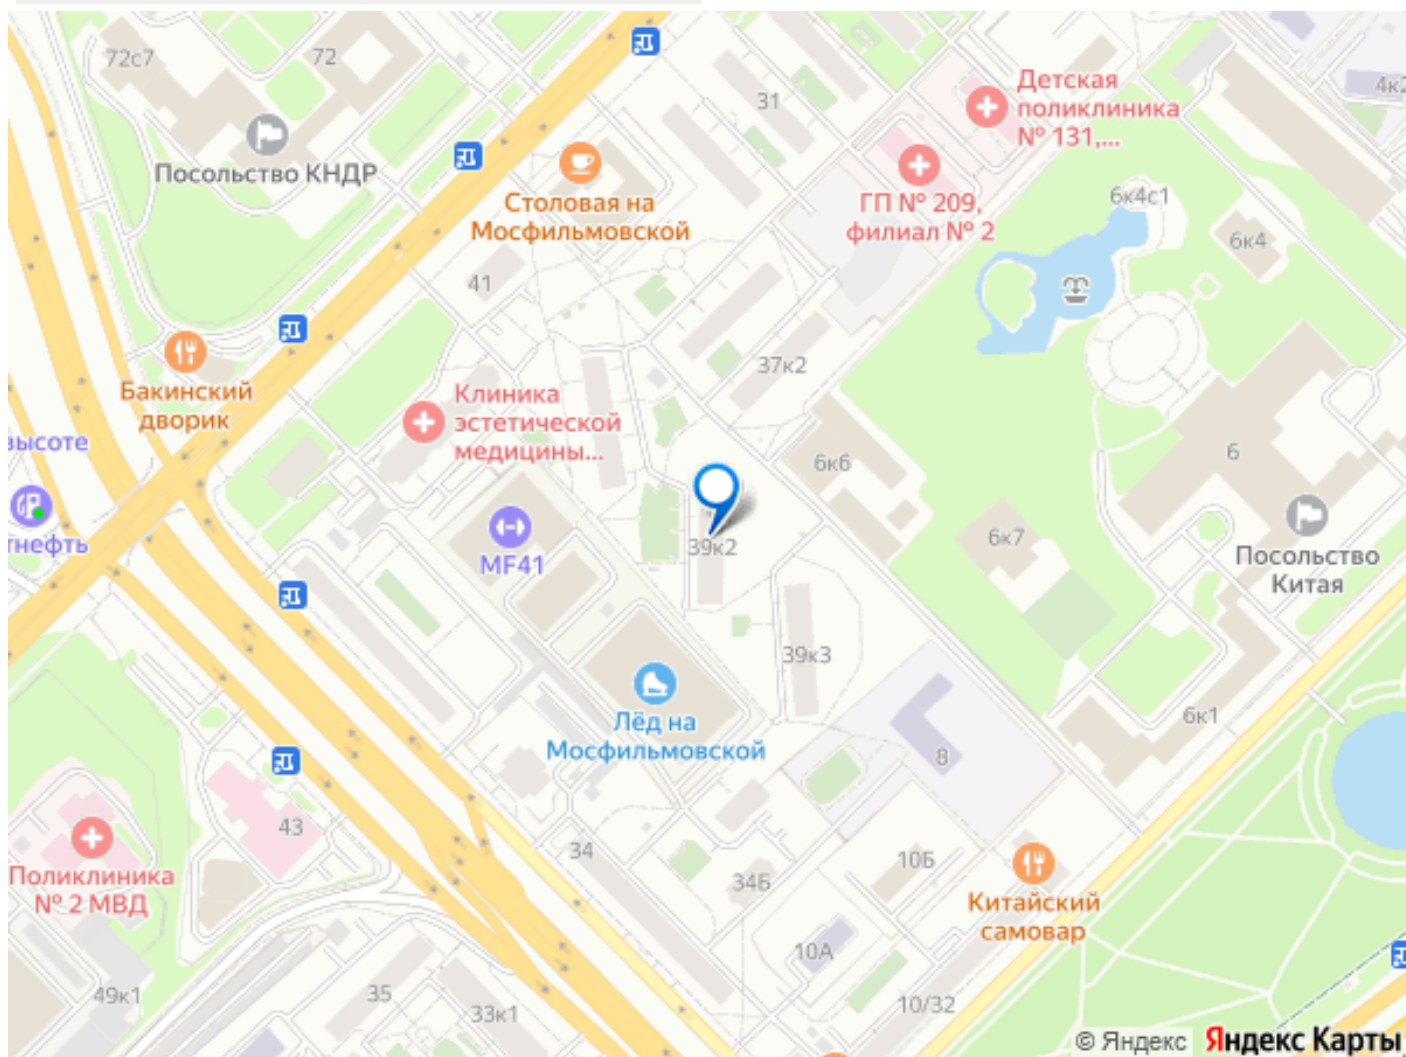 72с7
72
31
Детская
поликлиника
№ 131,...
4к2
Посольство КНДР
Столовая на
Мосфильмовской
ГП № 209,
филиал № 2
6к4с1
6к4
41
Бакинский
дворик
37к2
Клиника
эстетической
медицины...
высоте
6к6
6
тнефть
MF41
39к2
6к7
Посольство
Китая
39к3
Лёд на
Мосфильмовской
6к1
8
43
34
Поликлиника
№ 2 МВД
34Б
10Б
Китайский
самовар
10А
49к1
35
33к1
10/32
© Яндекс Яндекс Карты